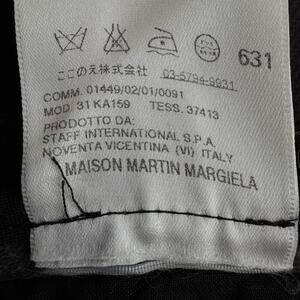 631
ここのえ株式会社 03-5794-9931
COMM. 01449/02/01/0091
MOD. 31 KA159 TESS. 37413
PRODOTTO DA:
STAFF INTERNATIONAL S.P.A.
NOVENTA VICENTINA (VI) ITALY
MAISON MARTIN MARGIELA